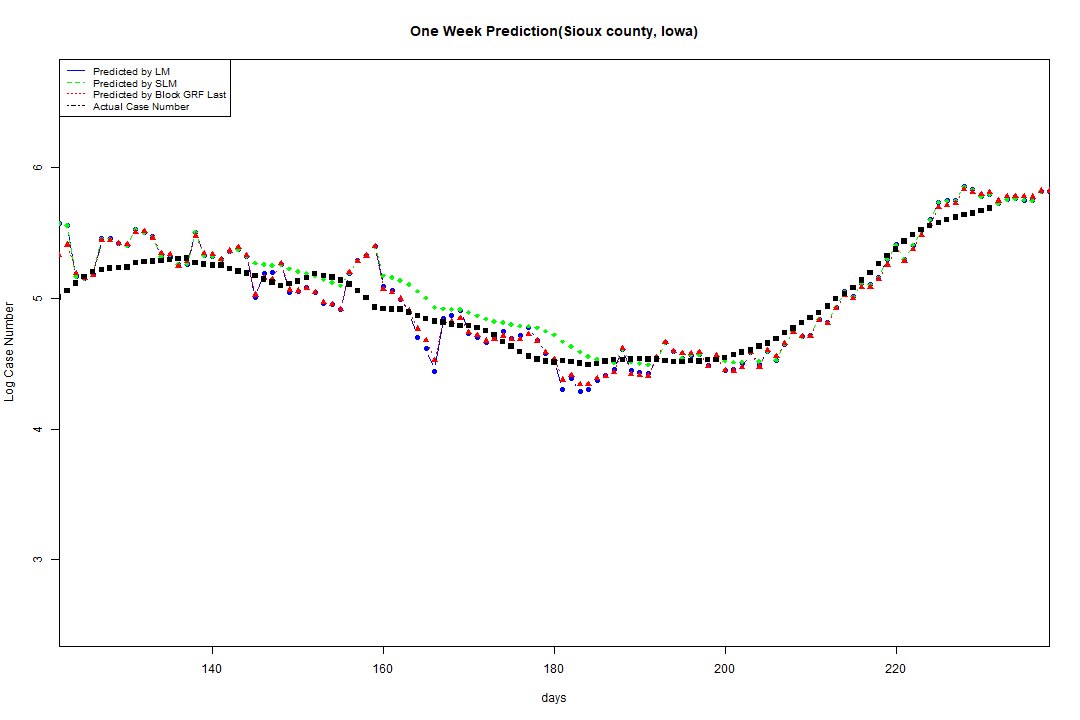 One Week Prediction(Sioux county, Iowa)
Predicted by LM
Predicted by SLM
Predicted by Block GRF Last
Actual Case Number
6
5
4
3
Log Case Number
140 160 180 200 220
days